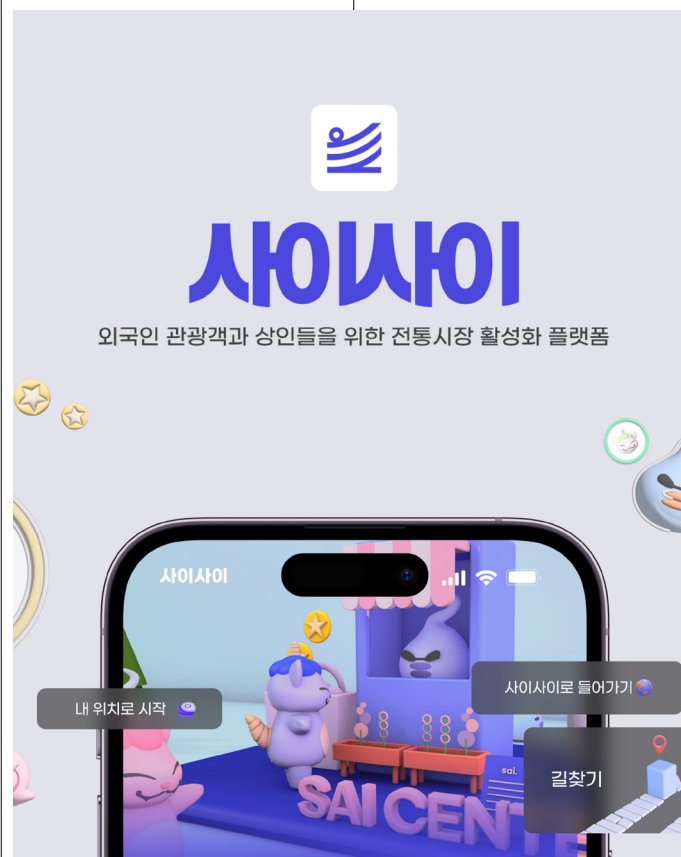 사이사이
외국인 관광객과 상인들을 위한 전통시장 활성화 플랫폼
사이사이
내 위치로 시작
사이사이로 들어가기
길찾기
sai.
SAI CENTE